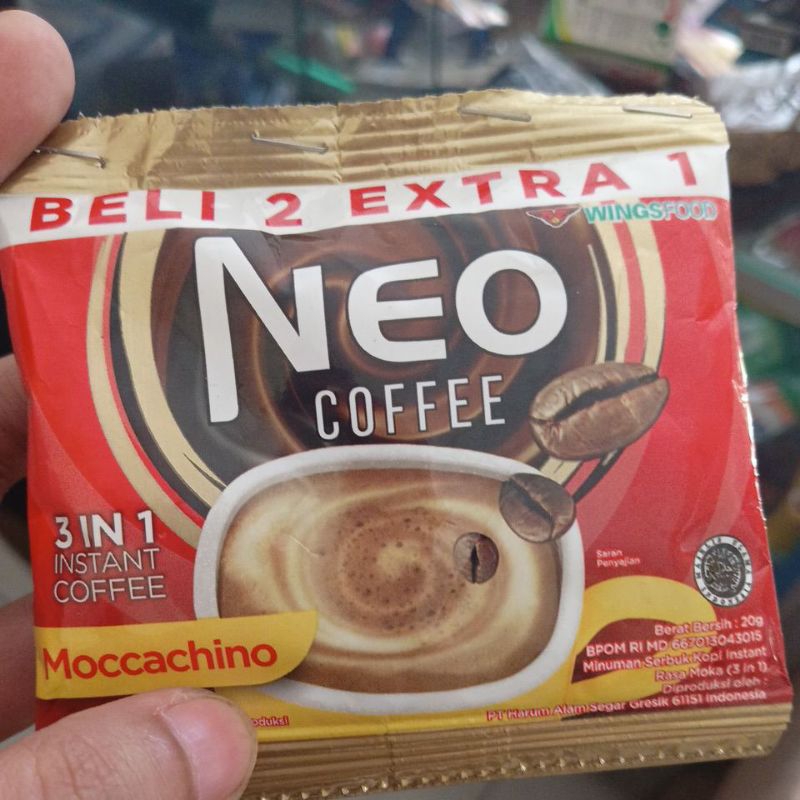 BELI 2 EXTRA 1
WINGSFOOD
NEO
COFFEE
3 IN 1
INSTANT
COFFEE
Saran
Penyajian
Moccachino
Berat Bersih : 20g
BPOM RI MD 667013043015
Minuman Serbuk Kopi Instant
Rasa Moka (3 in 1)
Diproduksi oleh :
PT Harum Alam Segar Gresik 61151 Indonesia